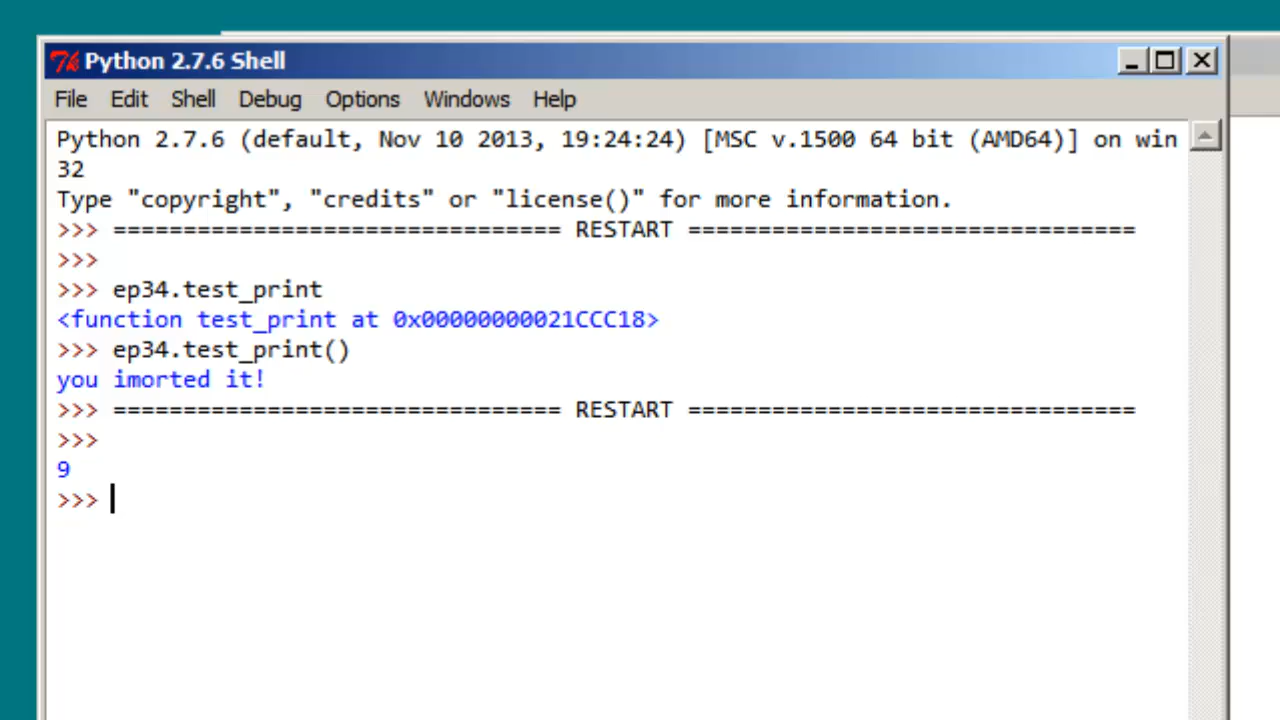 Python 2.7.6 Shell
File Edit Shell Debug Options Windows Help
Python 2.7.6 (default, Nov 10 2013, 19:24:24) [MSC v.1500 64 bit (AMD64)] on win
32
Type "copyright", "credits" or "license()" for more information.
>>> ================================ RESTART ================================
>>>
>>> ep34.test_print
<function test_print at 0x00000000021CCC18>
>>> ep34.test_print()
you imorted it!
>>> ================================ RESTART ================================
>>>
9
>>>